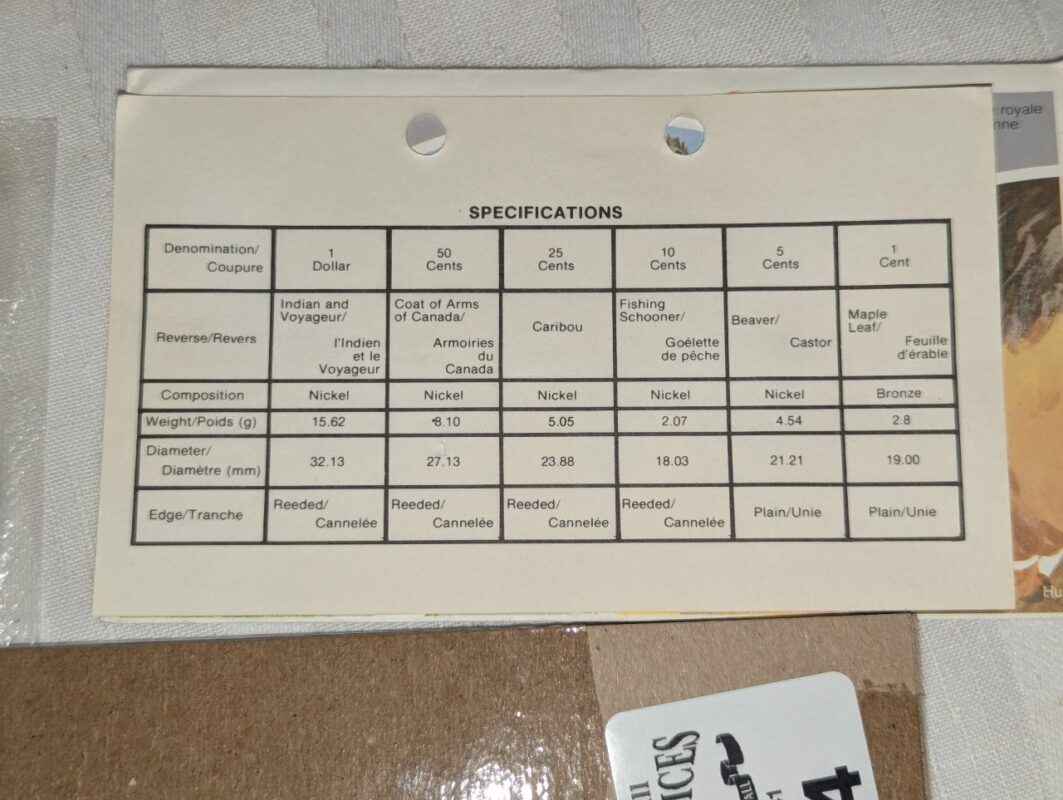 :royale
nne
SPECIFICATIONS
Denomination/ Coupure
1 Dollar
50 Cents
25 Cents
10 Cents
5 Cents
1 Cent
Reverse/Revers
Indian and Voyageur/ l'Indien et le Voyageur
Coat of Arms of Canada/ Armoiries du Canada
Caribou
Fishing Schooner/ Goélette de pêche
Beaver/ Castor
Maple Leaf/ Feuille d'érable
Composition Nickel Nickel Nickel Nickel Nickel Bronze
Weight/Poids (g) 15.62 8.10 5.05 2.07 4.54 2.8
Diameter/ Diamètre (mm) 32.13 27.13 23.88 18.03 21.21 19.00
Edge/Tranche
Reeded/ Cannelée
Reeded/ Cannelée
Reeded/ Cannelée
Reeded/ Cannelée
Plain/Unie
Plain/Unie
Hu
ICES
4